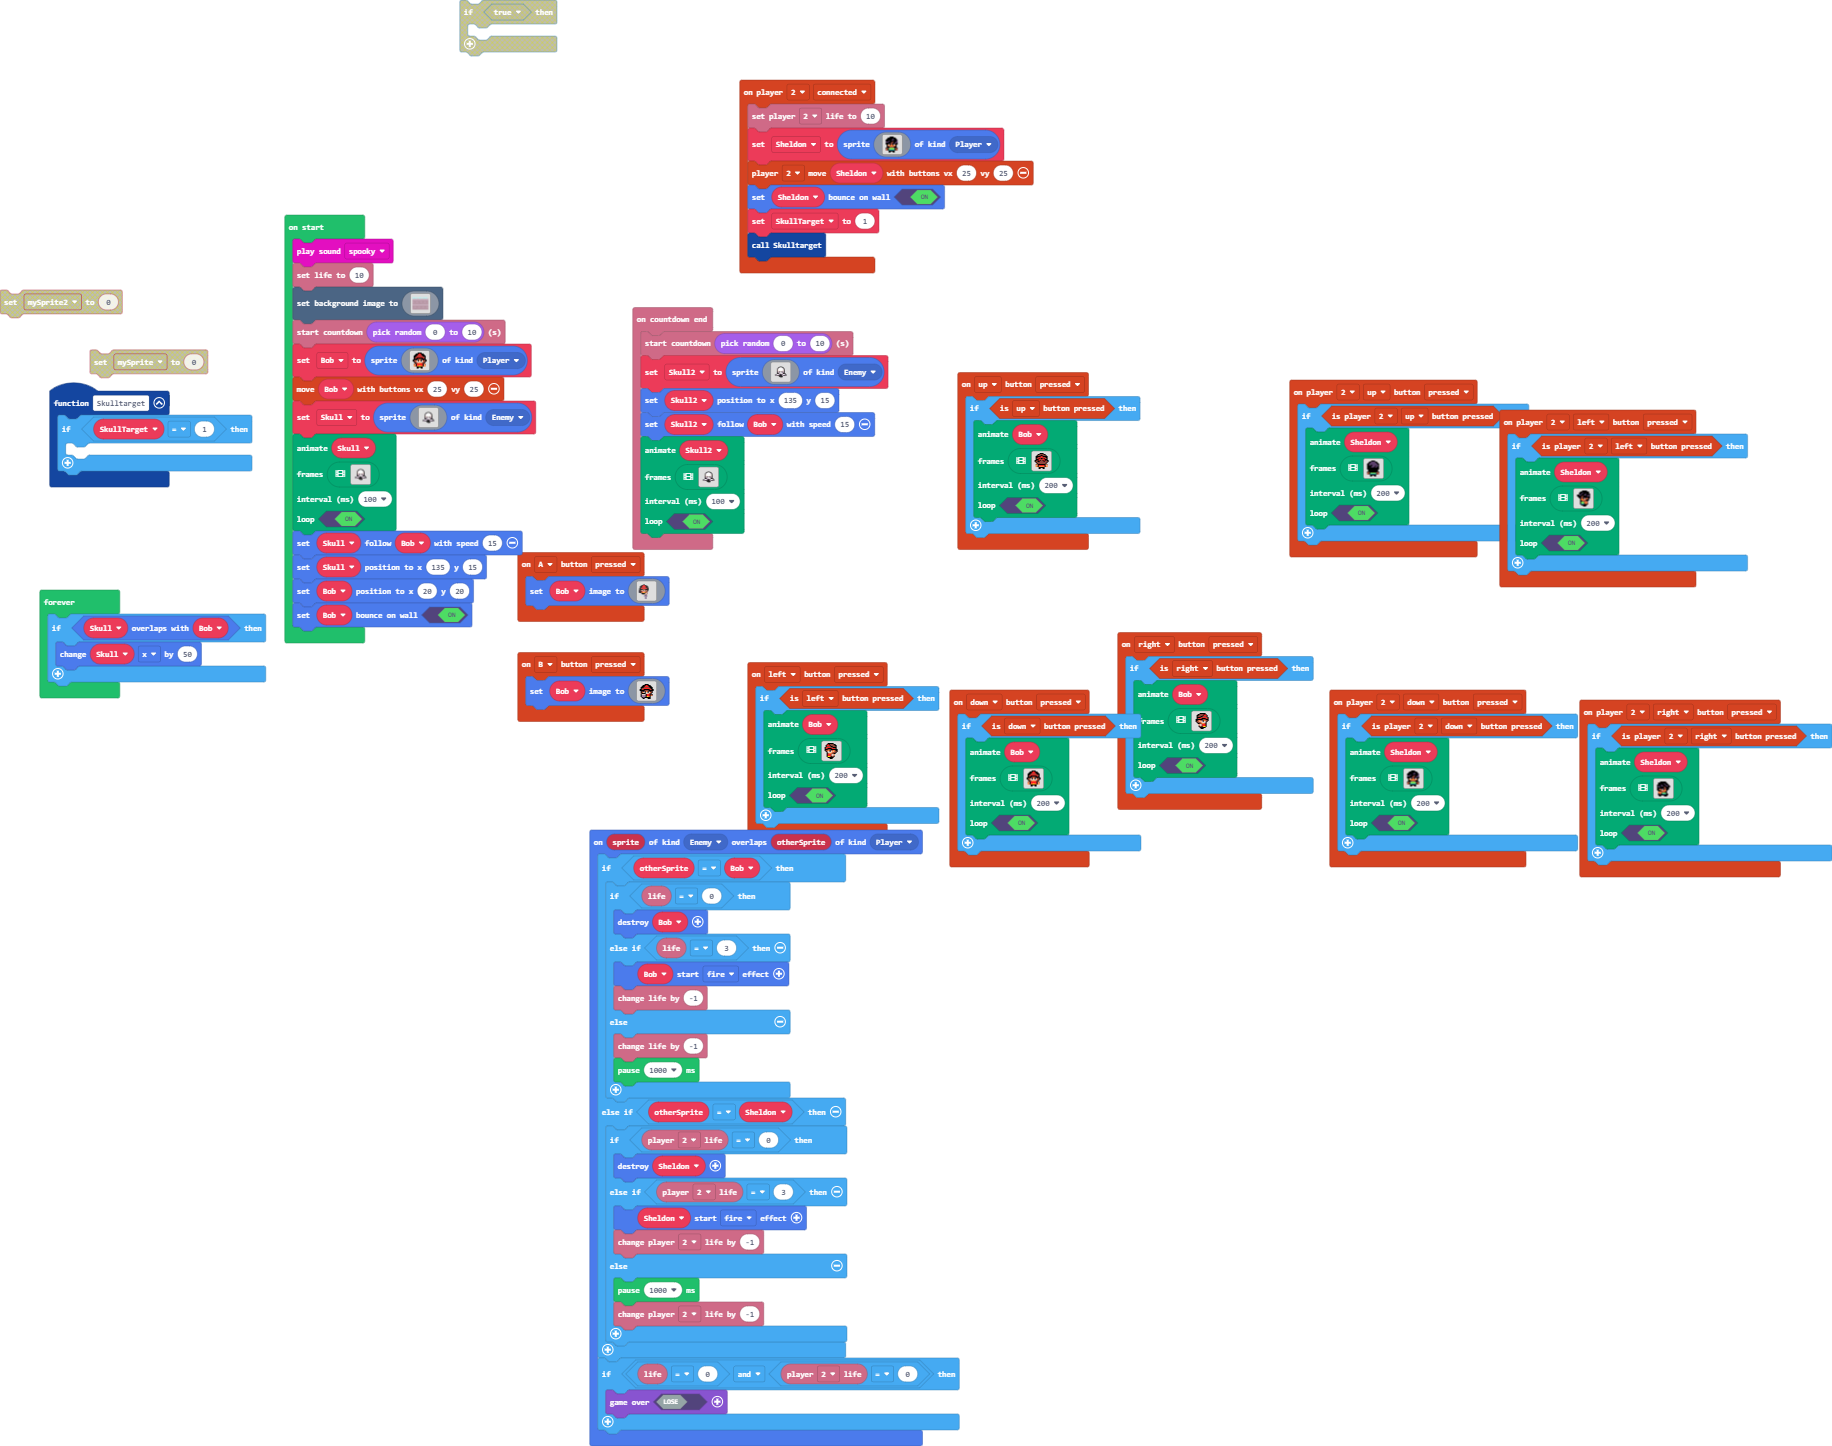 if true then
on player 2 connected
set player 2 life to 10
set Sheldon to sprite of kind Player
player 2 move Sheldon with buttons vx 25 vy 25
set Sheldon bounce on wall ON
set SkullTarget to 1
call Skulltarget
on start
play sound spooky
set life to 10
set background image to
start countdown pick random 0 to 10 (s)
set Bob to sprite of kind Player
move Bob with buttons vx 25 vy 25
set Skull to sprite of kind Enemy
animate Skull
frames
interval (ms) 100
loop ON
set Skull follow Bob with speed 15
set Skull position to x 135 y 15
set Bob position to x 20 y 20
set Bob bounce on wall ON
set mySprite2 to 0
set mySprite to 0
function Skulltarget
if SkullTarget = 1 then
forever
if Skull overlaps with Bob then
change Skull x by 50
on countdown end
start countdown pick random 0 to 10 (s)
set Skull2 to sprite of kind Enemy
set Skull2 position to x 135 y 15
set Skull2 follow Bob with speed 15
animate Skull2
frames
interval (ms) 100
loop ON
on A button pressed
set Bob image to
on B button pressed
set Bob image to
on up button pressed
if is up button pressed then
animate Bob
frames
interval (ms) 200
loop ON
on player 2 up button pressed
if is player 2 up button pressed
animate Sheldon
frames
interval (ms) 200
loop ON
on player 2 left button pressed
if is player 2 left button pressed then
animate Sheldon
frames
interval (ms) 200
loop ON
on left button pressed
if is left button pressed then
animate Bob
frames
interval (ms) 200
loop ON
on down button pressed
if is down button pressed then
animate Bob
frames
interval (ms) 200
loop ON
on right button pressed
if is right button pressed then
animate Bob
frames
interval (ms) 200
loop ON
on player 2 down button pressed
if is player 2 down button pressed then
animate Sheldon
frames
interval (ms) 200
loop ON
on player 2 right button pressed
if is player 2 right button pressed then
animate Sheldon
frames
interval (ms) 200
loop ON
on sprite of kind Enemy overlaps otherSprite of kind Player
if otherSprite = Bob then
if life = 0 then
destroy Bob
else if life = 3 then
Bob start fire effect
change life by -1
else
change life by -1
pause 1000 ms
else if otherSprite = Sheldon then
if player 2 life = 0 then
destroy Sheldon
else if player 2 life = 3 then
Sheldon start fire effect
change player 2 life by -1
else
pause 1000 ms
change player 2 life by -1
if life = 0 and player 2 life = 0 then
game over LOSE